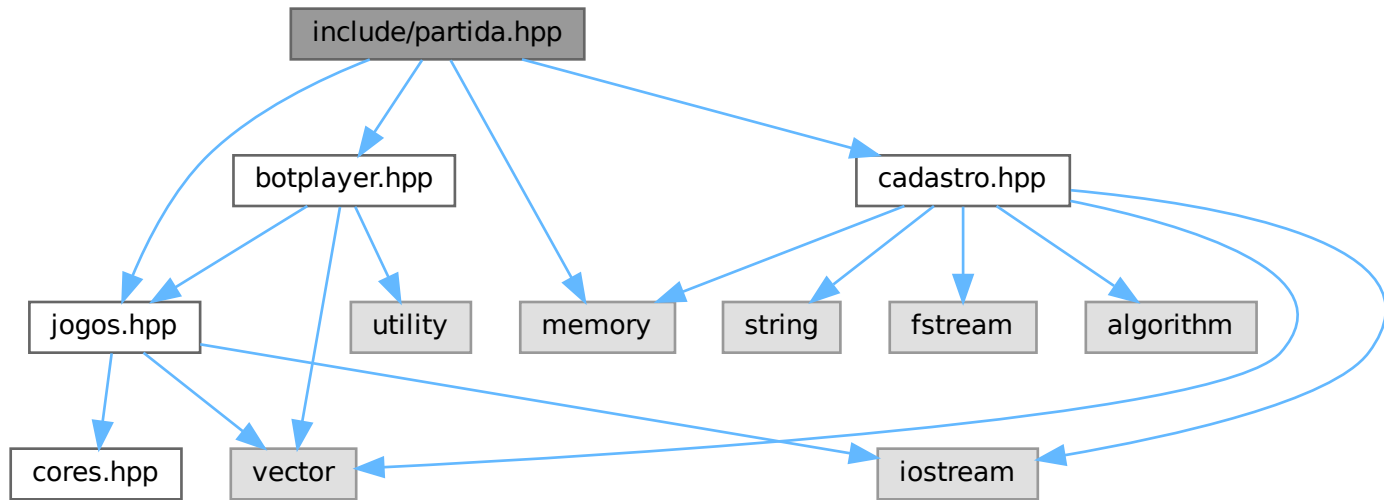 include/partida.hpp
botplayer.hpp
cadastro.hpp
jogos.hpp
utility
memory
string
fstream
algorithm
cores.hpp
vector
iostream